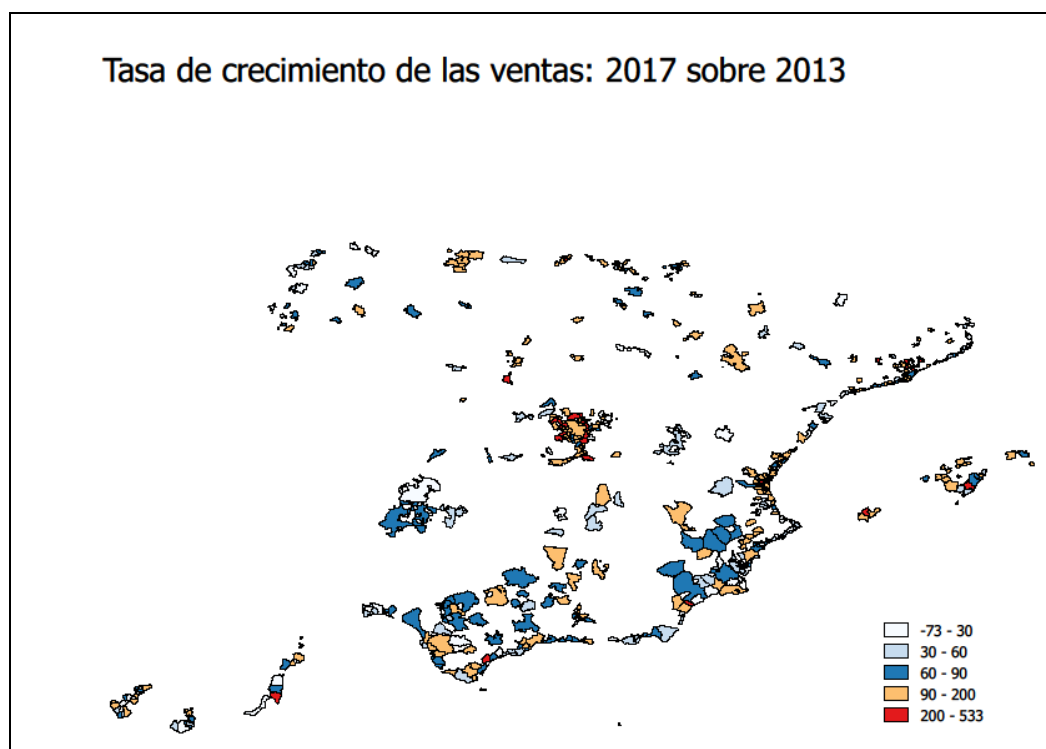 Tasa de crecimiento de las ventas: 2017 sobre 2013
-73 - 30
30 - 60
60 - 90
90 - 200
200 - 533